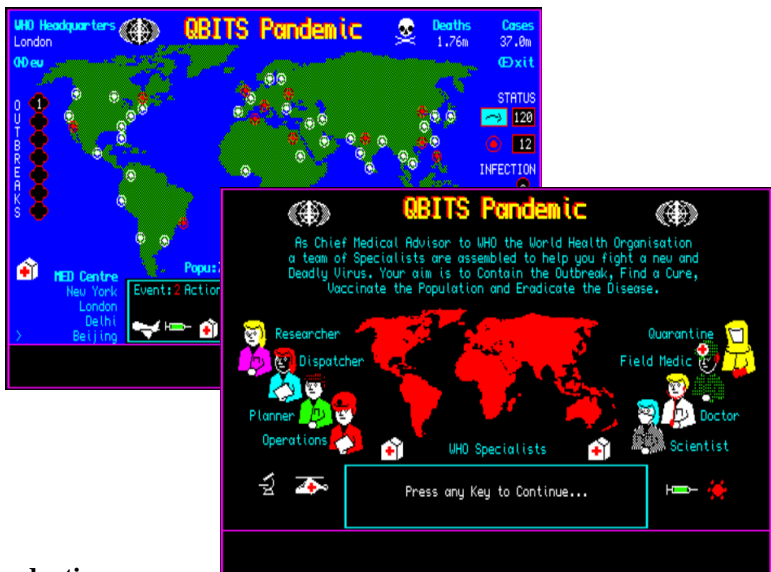 WHO Headquarters
London
QBITS Pandemic
Deaths
1.76m
Cases
37.0m
(N)ew
(E)xit
OUTBREAKS
1
STATUS
120
12
INFECTION
MED Centre
New York
London
Delhi
> Beijing
Popu:
Event:2 Action
QBITS Pandemic
As Chief Medical Advisor to WHO the World Health Organisation
a team of Specialists are assembled to help you fight a new and
Deadly Virus. Your aim is to Contain the Outbreak, Find a Cure,
Vaccinate the Population and Eradicate the Disease.
Researcher
Dispatcher
Planner
Operations
Quarantine
Field Medic
Doctor
Scientist
WHO Specialists
Press any Key to Continue...